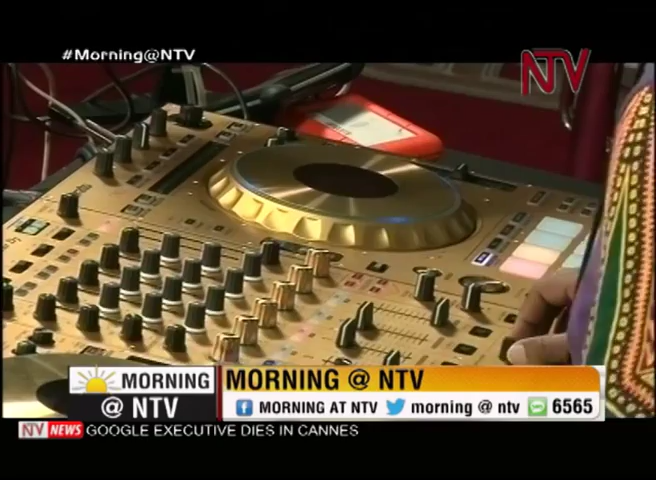 #Morning@NTV
NTV
MORNING
@ NTV
MORNING @ NTV
MORNING AT NTV
morning @ ntv
6565
NTV NEWS
GOOGLE EXECUTIVE DIES IN CANNES